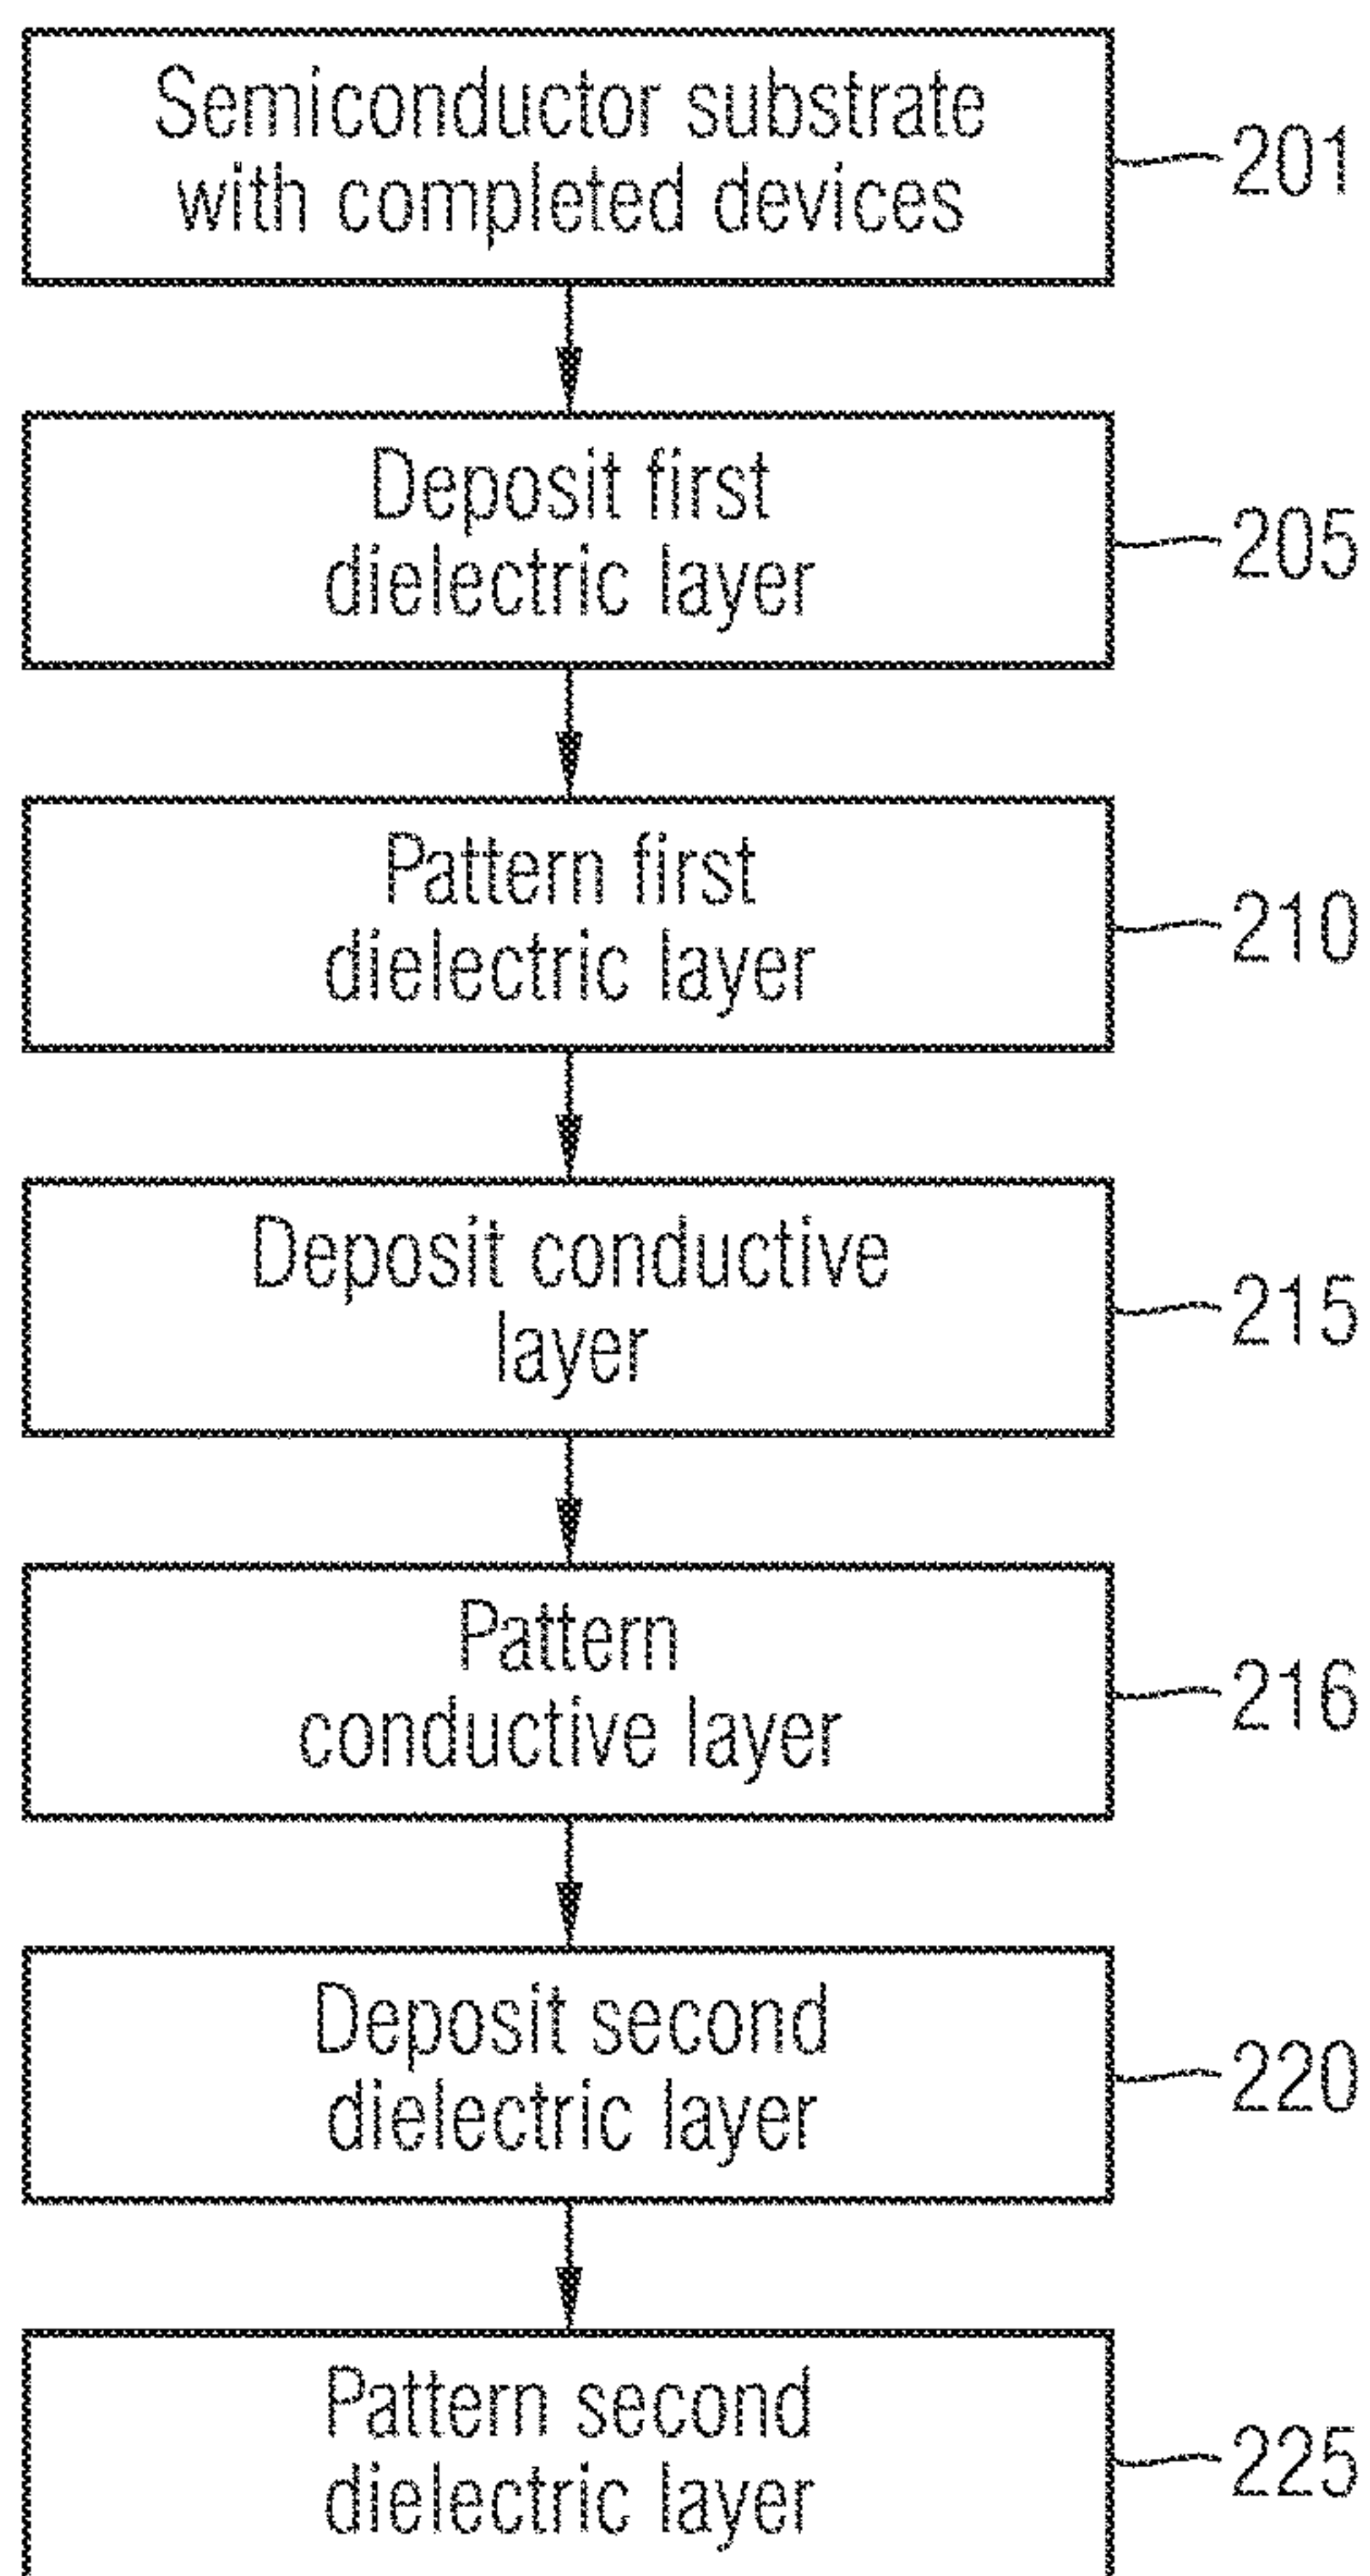 Semiconductor substrate
with completed devices
201
Deposit first
dielectric layer
205
Pattern first
dielectric layer
210
Deposit conductive
layer
215
Pattern
conductive layer
216
Deposit second
dielectric layer
220
Pattern second
dielectric layer
225